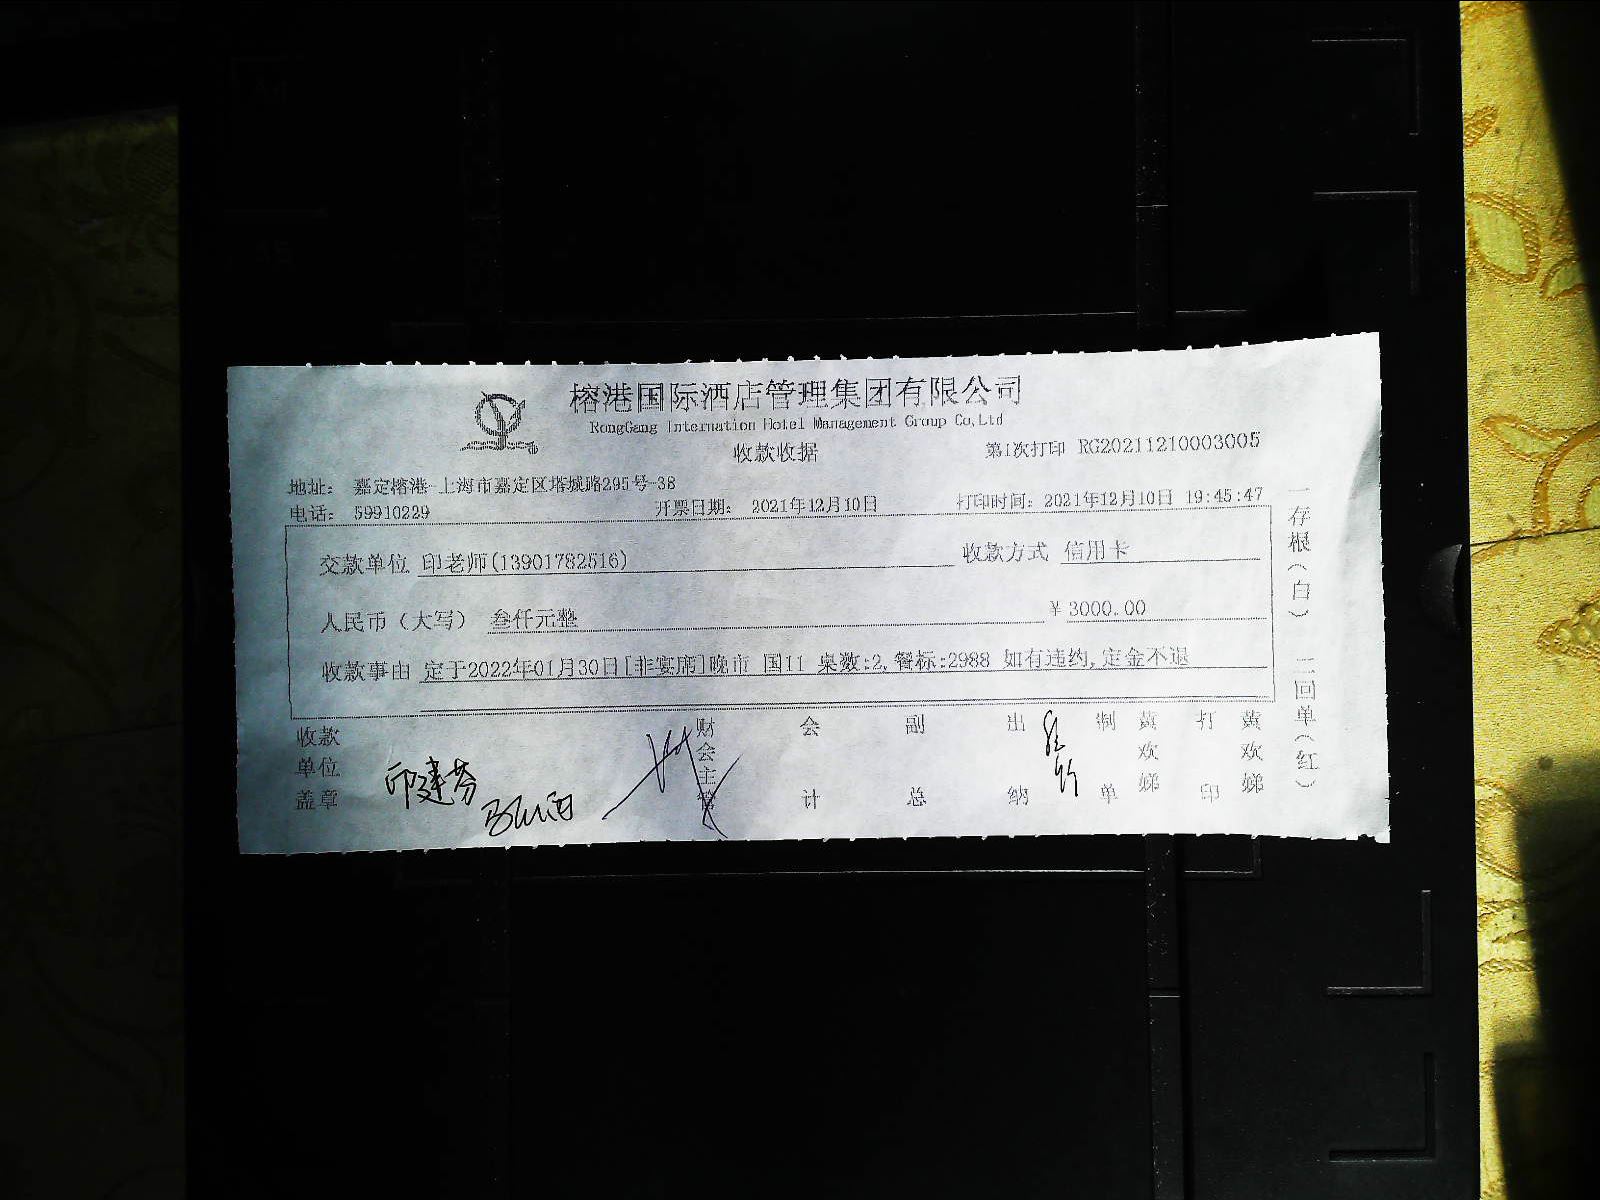 榕港国际酒店管理集团有限公司
RongGang Internation Hotel Management Group Co,Ltd
收款收据
第1次打印 RG20211210003005
地址： 嘉定榕港-上海市嘉定区塔城路295号-38
电话： 59910229 开票日期： 2021年12月10日 打印时间：2021年12月10日 19:45:47
交款单位 印老师(13901782516) 收款方式 信用卡
人民币（大写） 叁仟元整 ￥3000.00
收款事由 定于2022年01月30日[非宴席]晚市 国11 桌数:2,餐标:2988 如有违约,定金不退
收款单位盖章 邱建芬
财会主管 会计 副总 出纳 制单 黄欢娣 打印 黄欢娣
一存根（白） 二回单（红）